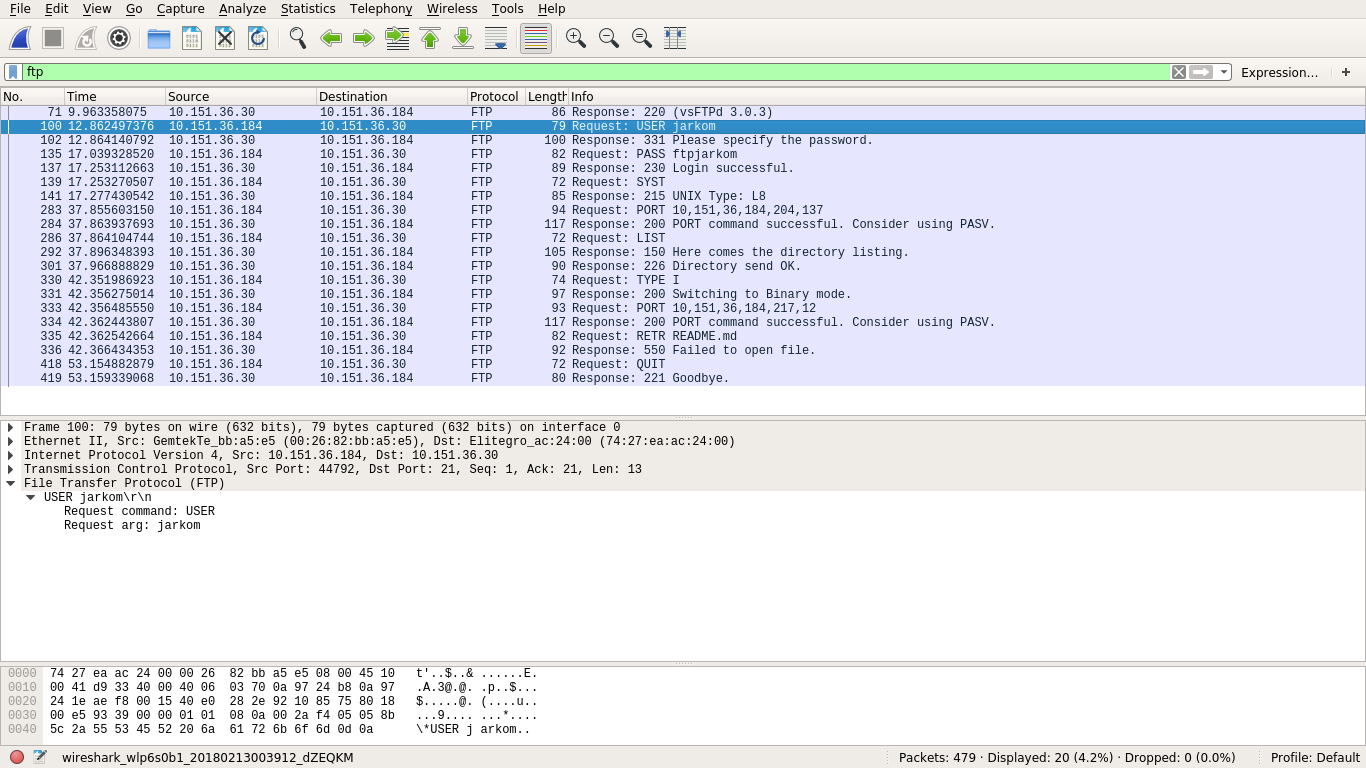 File Edit View Go Capture Analyze Statistics Telephony Wireless Tools Help
ftp Expression... +
No. Time Source Destination Protocol Length Info
71 9.963358075 10.151.36.30 10.151.36.184 FTP 86 Response: 220 (vsFTPd 3.0.3)
100 12.862497376 10.151.36.184 10.151.36.30 FTP 79 Request: USER jarkom
102 12.864140792 10.151.36.30 10.151.36.184 FTP 100 Response: 331 Please specify the password.
135 17.039328520 10.151.36.184 10.151.36.30 FTP 82 Request: PASS ftpjarkom
137 17.253112663 10.151.36.30 10.151.36.184 FTP 89 Response: 230 Login successful.
139 17.253270507 10.151.36.184 10.151.36.30 FTP 72 Request: SYST
141 17.277430542 10.151.36.30 10.151.36.184 FTP 85 Response: 215 UNIX Type: L8
283 37.855603150 10.151.36.184 10.151.36.30 FTP 94 Request: PORT 10,151,36,184,204,137
284 37.863937693 10.151.36.30 10.151.36.184 FTP 117 Response: 200 PORT command successful. Consider using PASV.
286 37.864104744 10.151.36.184 10.151.36.30 FTP 72 Request: LIST
292 37.896348393 10.151.36.30 10.151.36.184 FTP 105 Response: 150 Here comes the directory listing.
301 37.966888829 10.151.36.30 10.151.36.184 FTP 90 Response: 226 Directory send OK.
330 42.351986923 10.151.36.184 10.151.36.30 FTP 74 Request: TYPE I
331 42.356275014 10.151.36.30 10.151.36.184 FTP 97 Response: 200 Switching to Binary mode.
333 42.356485550 10.151.36.184 10.151.36.30 FTP 93 Request: PORT 10,151,36,184,217,12
334 42.362443807 10.151.36.30 10.151.36.184 FTP 117 Response: 200 PORT command successful. Consider using PASV.
335 42.362542664 10.151.36.184 10.151.36.30 FTP 82 Request: RETR README.md
336 42.366434353 10.151.36.30 10.151.36.184 FTP 92 Response: 550 Failed to open file.
418 53.154882879 10.151.36.184 10.151.36.30 FTP 72 Request: QUIT
419 53.159339068 10.151.36.30 10.151.36.184 FTP 80 Response: 221 Goodbye.
Frame 100: 79 bytes on wire (632 bits), 79 bytes captured (632 bits) on interface 0
Ethernet II, Src: GemtekTe_bb:a5:e5 (00:26:82:bb:a5:e5), Dst: Elitegro_ac:24:00 (74:27:ea:ac:24:00)
Internet Protocol Version 4, Src: 10.151.36.184, Dst: 10.151.36.30
Transmission Control Protocol, Src Port: 44792, Dst Port: 21, Seq: 1, Ack: 21, Len: 13
File Transfer Protocol (FTP)
USER jarkom\r\n
Request command: USER
Request arg: jarkom
0000 74 27 ea ac 24 00 00 26 82 bb a5 e5 08 00 45 10 t'..$..& ......E.
0010 00 41 d9 33 40 00 40 06 03 70 0a 97 24 b8 0a 97 .A.3@.@. .p..$...
0020 24 1e ae f8 00 15 40 e0 28 2e 92 10 85 75 80 18 $.....@. (....u..
0030 00 e5 93 39 00 00 01 01 08 0a 00 2a f4 05 05 8b ...9.... ...*....
0040 5c 2a 55 53 45 52 20 6a 61 72 6b 6f 6d 0d 0a \*USER j arkom..
wireshark_wlp6s0b1_20180213003912_dZEQKM Packets: 479 · Displayed: 20 (4.2%) · Dropped: 0 (0.0%) Profile: Default